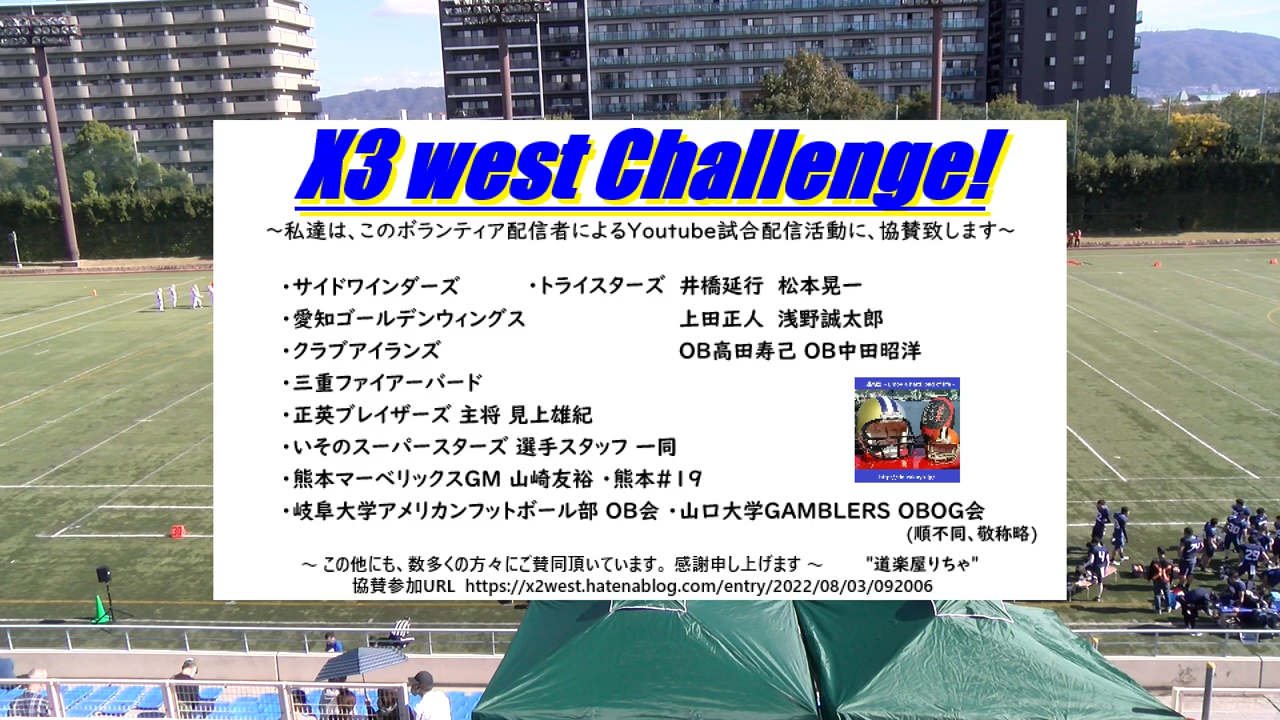 X3 west Challenge!
～私達は、このボランティア配信者によるYoutube試合配信活動に、協賛致します～
・サイドワインダーズ ・トライスターズ 井橋延行 松本晃一
・愛知ゴールデンウィングス 上田正人 浅野誠太郎
・クラブアイランズ OB高田寿己 OB中田昭洋
・三重ファイアーバード
・正英ブレイザーズ 主将 見上雄紀
・いそのスーパースターズ 選手スタッフ 一同
・熊本マーベリックスGM 山崎友裕 ・熊本#19
・岐阜大学アメリカンフットボール部 OB会 ・山口大学GAMBLERS OBOG会
(順不同、敬称略)
～ この他にも、数多くの方々にご賛同頂いています。感謝申し上げます ～ "道楽屋りちゃ"
協賛参加URL https://x2west.hatenablog.com/entry/2022/08/03/092006
30
29